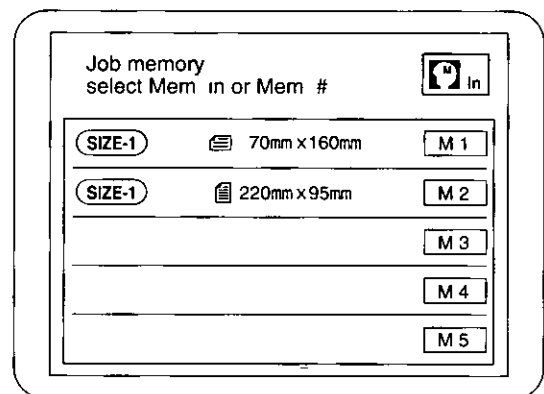 Job memory
select Mem in or Mem #
M In
SIZE-1 70mm×160mm M 1
SIZE-1 220mm×95mm M 2
M 3
M 4
M 5